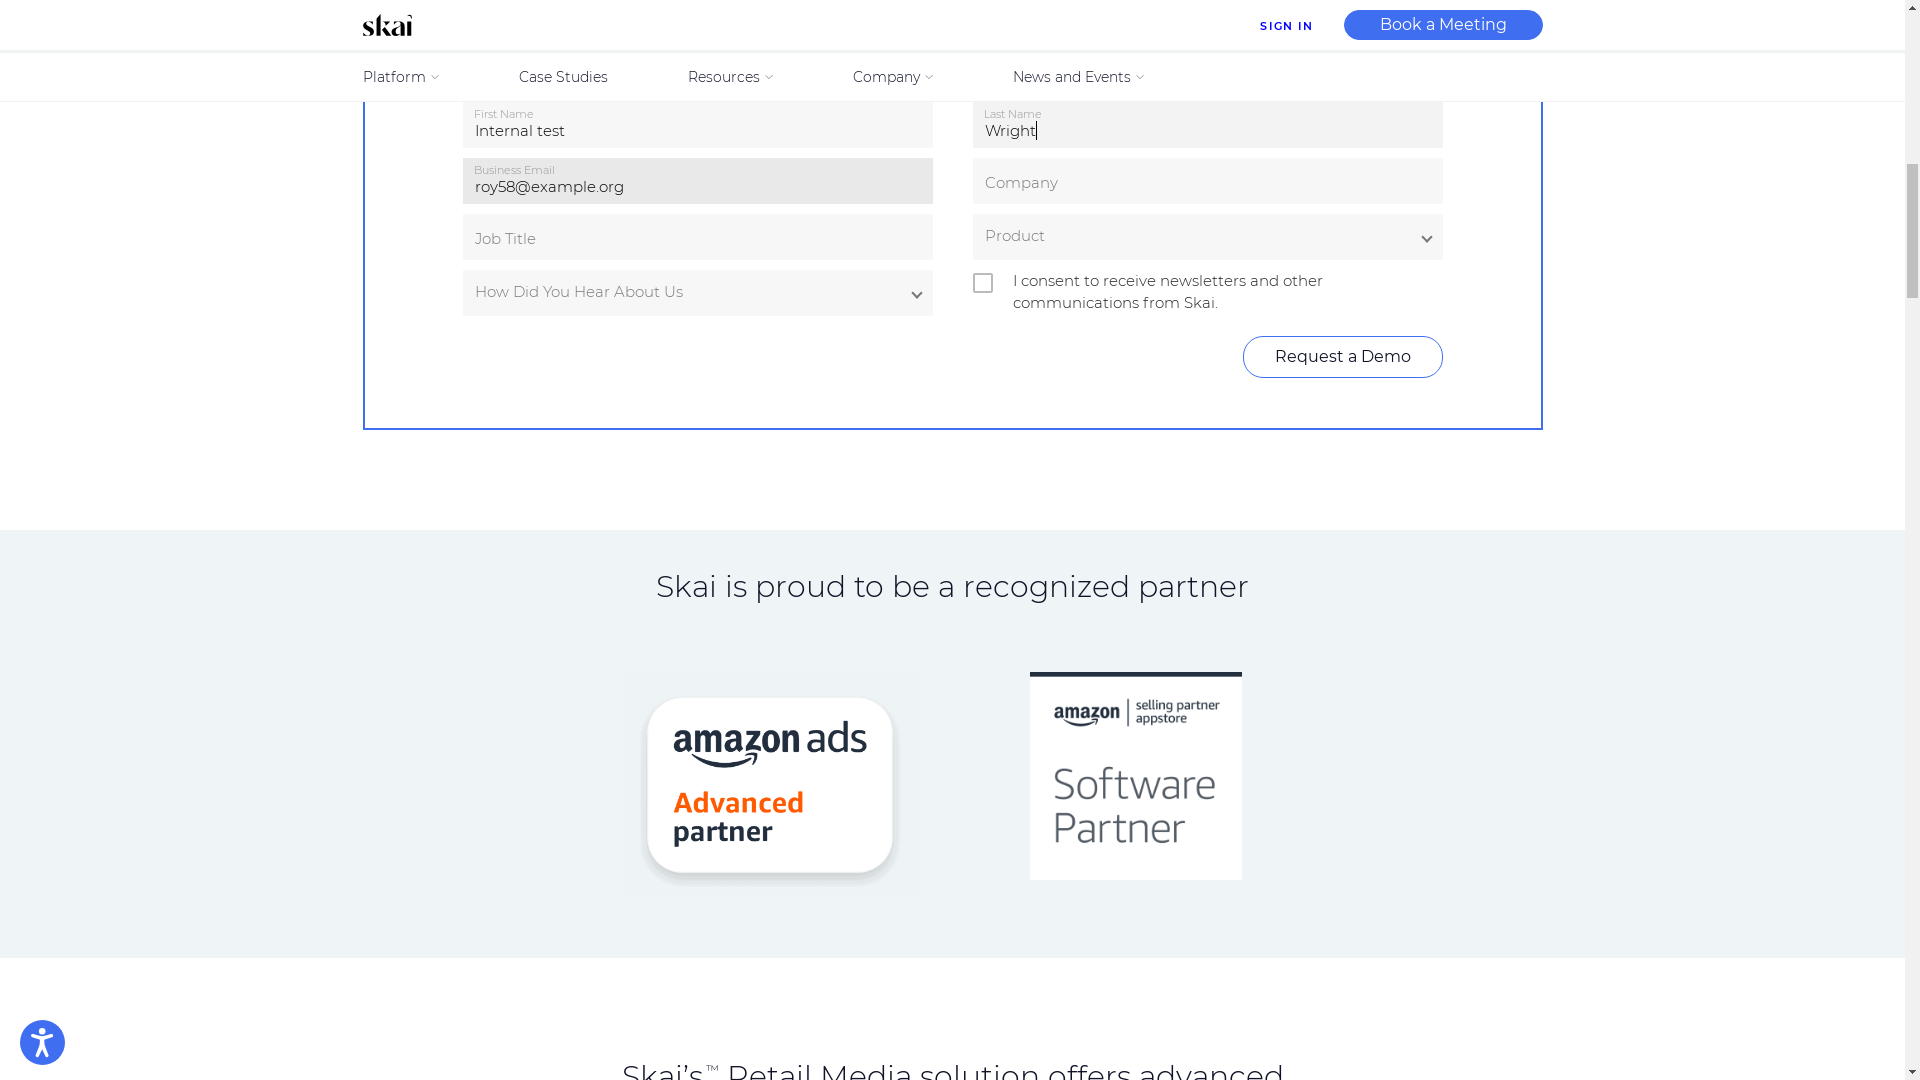 skai
SIGN IN
Book a Meeting
Platform
Case Studies
Resources
Company
News and Events
First Name
Internal test
Last Name
Wright
Business Email
roy58@example.org
Company
Job Title
Product
How Did You Hear About Us
I consent to receive newsletters and other
communications from Skai.
Request a Demo
Skai is proud to be a recognized partner
amazon ads
Advanced
partner
amazon | selling partner
appstore
Software
Partner
Skai’s™ Retail Media solution offers advanced